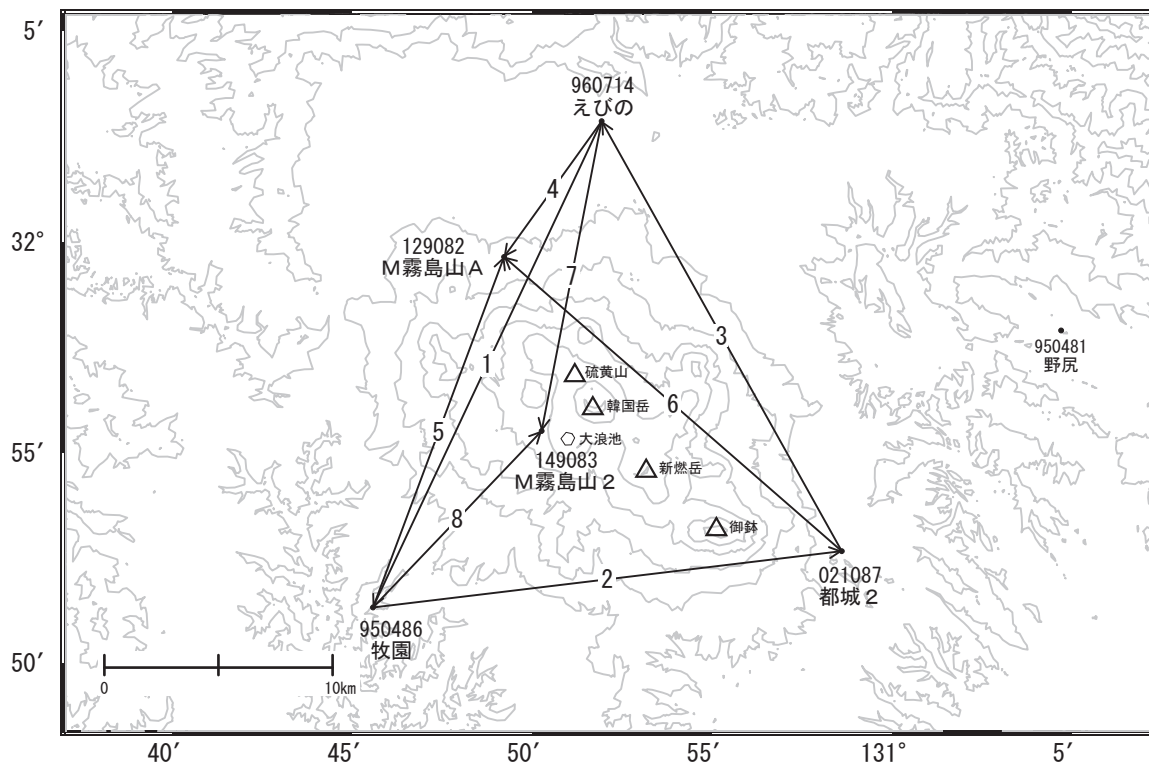 5′
960714
えびの
4
32°
129082
M霧島山A
7
3
950481
野尻
1
硫黄山
韓国岳
6
5
大浪池
55′
149083
M霧島山2
新燃岳
8
御鉢
021087
都城2
2
950486
牧園
50′
0
10km
40′
45′
50′
55′
131°
5′